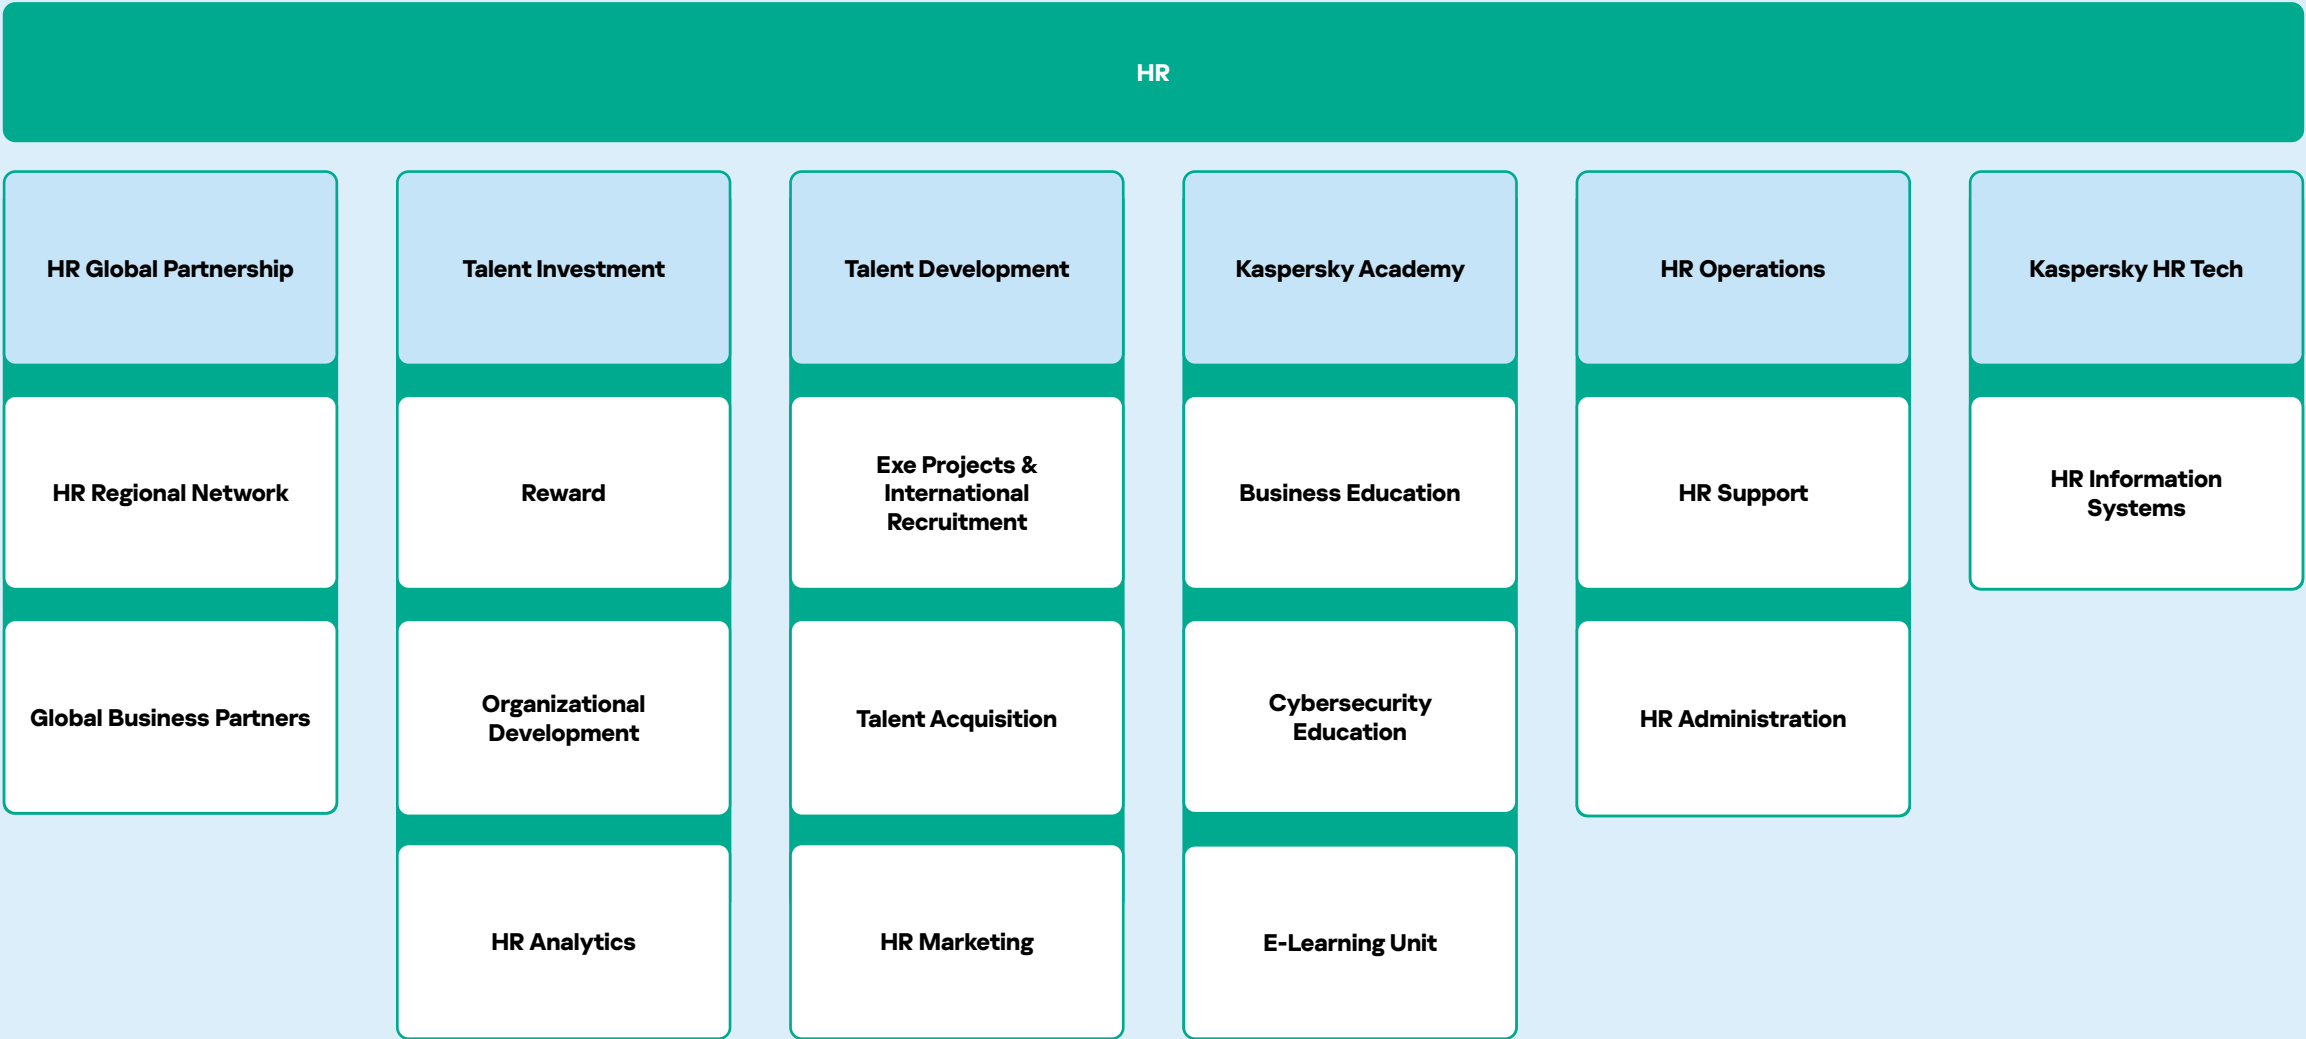 HR
HR Global Partnership
Talent Investment
Talent Development
Kaspersky Academy
HR Operations
Kaspersky HR Tech
HR Regional Network
Reward
Exe Projects &
International
Recruitment
Business Education
HR Support
HR Information
Systems
Global Business Partners
Organizational
Development
Talent Acquisition
Cybersecurity
Education
HR Administration
HR Analytics
HR Marketing
E-Learning Unit